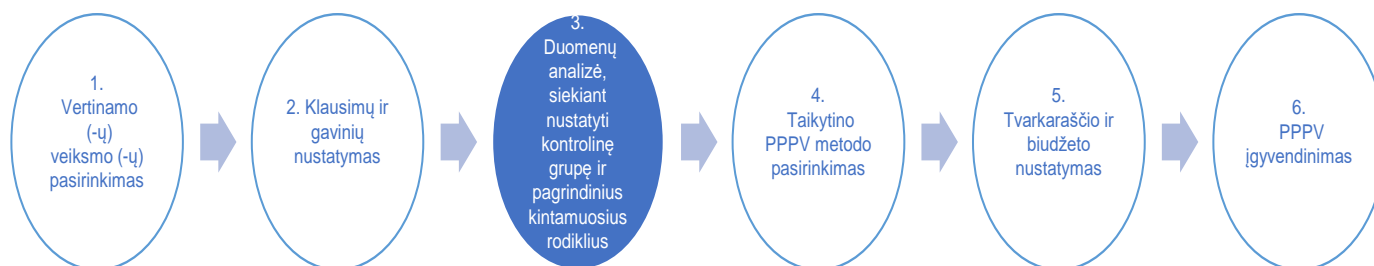 1.
Vertinamo
(-ų)
veiksmo (-ų)
pasirinkimas
2. Klausimų ir
gavinių
nustatymas
3.
Duomenų
analizė,
siekiant
nustatyti
kontrolinę
grupę ir
pagrindinius
kintamuosius
rodiklius
4.
Taikytino
PPPV metodo
pasirinkimas
5.
Tvarkaraščio ir
biudžeto
nustatymas
6.
PPPV
įgyvendinimas